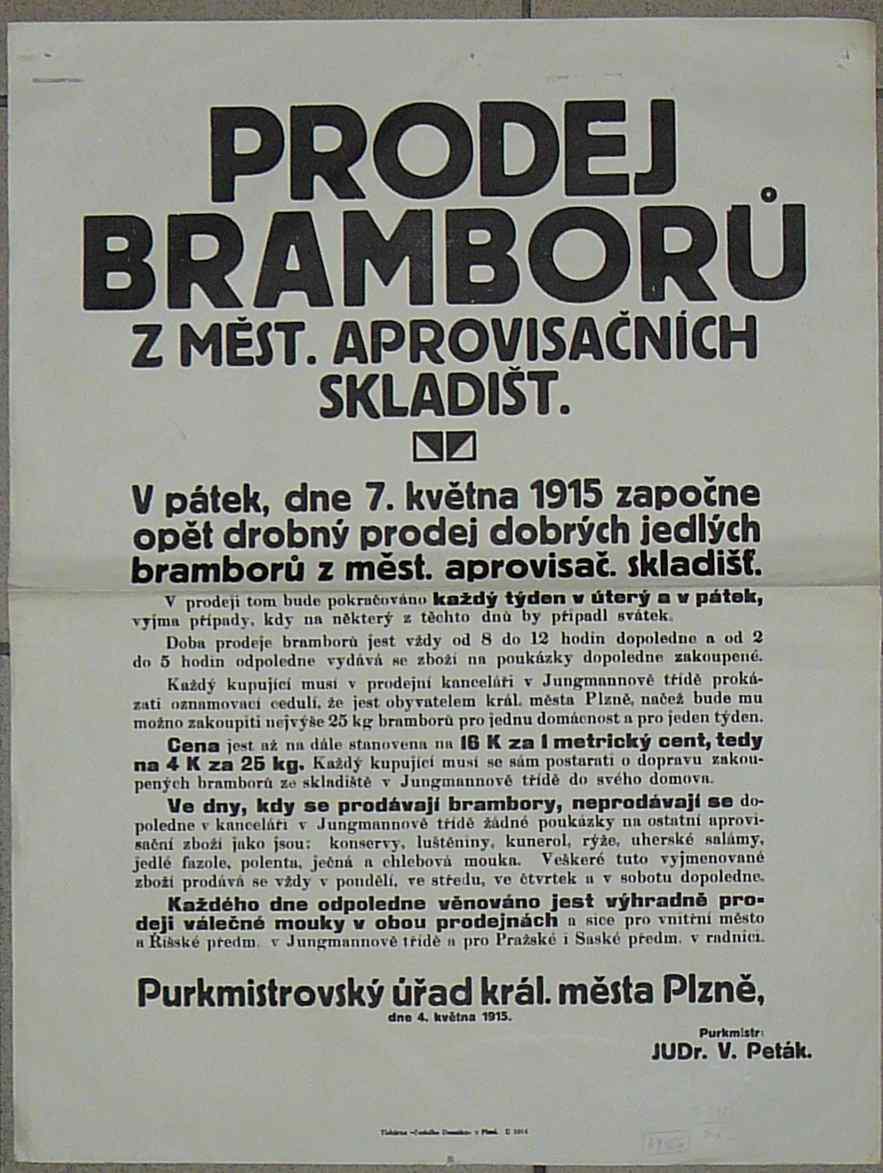 PRODEJ
BRAMBORŮ
Z MĚST. APROVISAČNÍCH
SKLADIŠT.
V pátek, dne 7. května 1915 započne
opět drobný prodej dobrých jedlých
bramborů z měst. aprovisač. skladišť.
V prodeji tom bude pokračováno každý týden v úterý a v pátek,
vyjma případy, kdy na některý z těchto dnů by připadl svátek.
Doba prodeje bramborů jest vždy od 8 do 12 hodin dopoledne a od 2
do 5 hodin odpoledne vydává se zboží na poukázky dopoledne zakoupené.
Každý kupující musí v prodejní kanceláři v Jungmannově třídě proká-
zati oznamovací cedulí, že jest obyvatelem král. města Plzně, načež bude mu
možno zakoupiti nejvýše 25 kg bramborů pro jednu domácnost a pro jeden týden.
Cena jest až na dále stanovena na 16 K za 1 metrický cent, tedy
na 4 K za 25 kg. Každý kupující musí se sám postarati o dopravu zakou-
pených bramborů ze skladiště v Jungmannově třídě do svého domova.
Ve dny, kdy se prodávají brambory, neprodávají se do-
poledne v kanceláři v Jungmannově třídě žádné poukázky na ostatní aprovi-
sační zboží jako jsou: konservy, luštěniny, kunerol, rýže, uherské salámy,
jedlé fazole, polenta, ječná a chlebová mouka. Veškeré tuto vyjmenované
zboží prodává se vždy v pondělí, ve středu, ve čtvrtek a v sobotu dopoledne.
Každého dne odpoledne věnováno jest výhradně pro-
deji válečné mouky v obou prodejnách a sice pro vnitřní město
a Říšské předm. v Jungmannově třídě a pro Pražské i Saské předm. v radnici.
Purkmistrovský úřad král. města Plzně,
dne 4. května 1915.
Purkmistr:
JUDr. V. Peták.
Tiskárna »Českého Denníku« v Plzni.